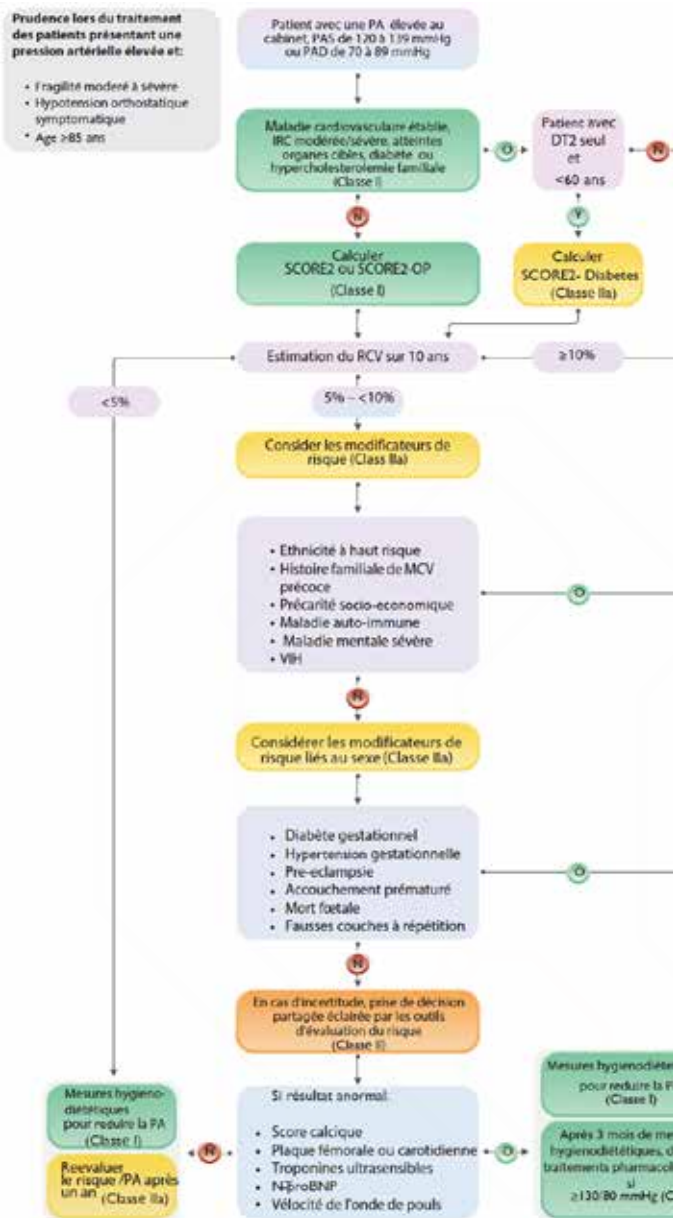 Prudence lors du traitement
des patients présentant une
pression artérielle élevée et:
• Fragilité moderé à sévère
• Hypotension orthostatique
symptomatique
• Age ≥85 ans
Patient avec une PA élevée au
cabinet, PAS de 120 à 139 mmHg
ou PAD de 70 à 89 mmHg
Maladie cardiovasculaire établie,
IRC modérée/sévère, atteintes
organes cibles, diabète ou
hypercholesterolemie familiale
(Classe I)
O
Patient avec
DT2 seul
et
<60 ans
N
N
Y
Calculer
SCORE2 ou SCORE2-OP
(Classe I)
Calculer
SCORE2- Diabetes
(Classe IIa)
Estimation du RCV sur 10 ans
≥10%
<5%
5% – <10%
Consider les modificateurs de
risque (Class IIa)
• Ethnicité à haut risque
• Histoire familiale de MCV
précoce
• Précarité socio-economique
• Maladie auto-immune
• Maladie mentale sévère
• VIH
O
N
Considérer les modificateurs de
risque liés au sexe (Classe IIa)
• Diabète gestationnel
• Hypertension gestationnelle
• Pre-eclampsie
• Accouchement prématuré
• Mort fœtale
• Fausses couches à répétition
O
N
En cas d'incertitude, prise de décision
partagée éclairée par les outils
d'évaluation du risque
(Classe II)
Mesures hygieno-
diététiques
pour reduire la PA
(Classe I)
Reevaluer
le risque /PA après
un an (Classe IIa)
N
Si résultat anormal
• Score calcique
• Plaque fémorale ou carotidienne
• Troponines ultrasensibles
• NTproBNP
• Vélocité de l'onde de pouls
O
Mesures hygienodiéte
pour reduire la P
(Classe I)
Après 3 mois de me
hygienodiététiques, d
traitements pharmacol
si
≥130/80 mmHg (C